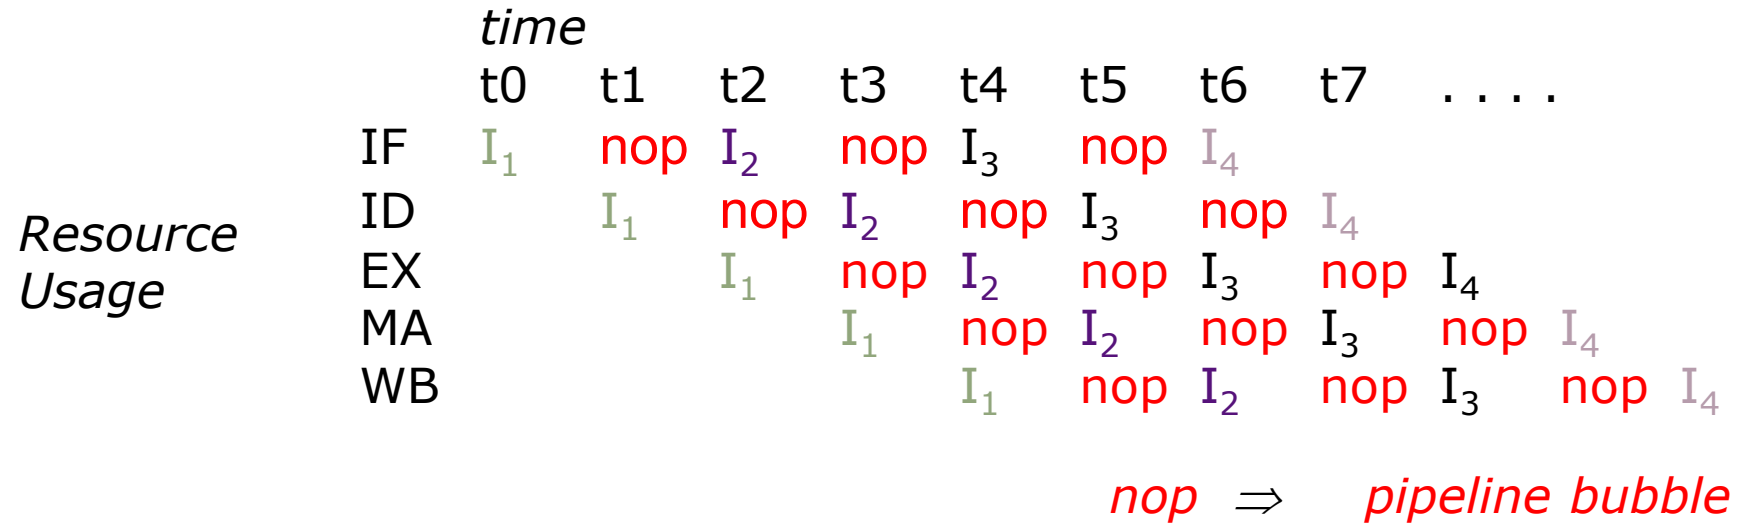 time
t0 t1 t2 t3 t4 t5 t6 t7 . . . .
IF I₁ nop I₂ nop I₃ nop I₄
ID I₁ nop I₂ nop I₃ nop I₄
Resource
Usage
EX I₁ nop I₂ nop I₃ nop I₄
MA I₁ nop I₂ nop I₃ nop I₄
WB I₁ nop I₂ nop I₃ nop I₄
nop ⇒ pipeline bubble